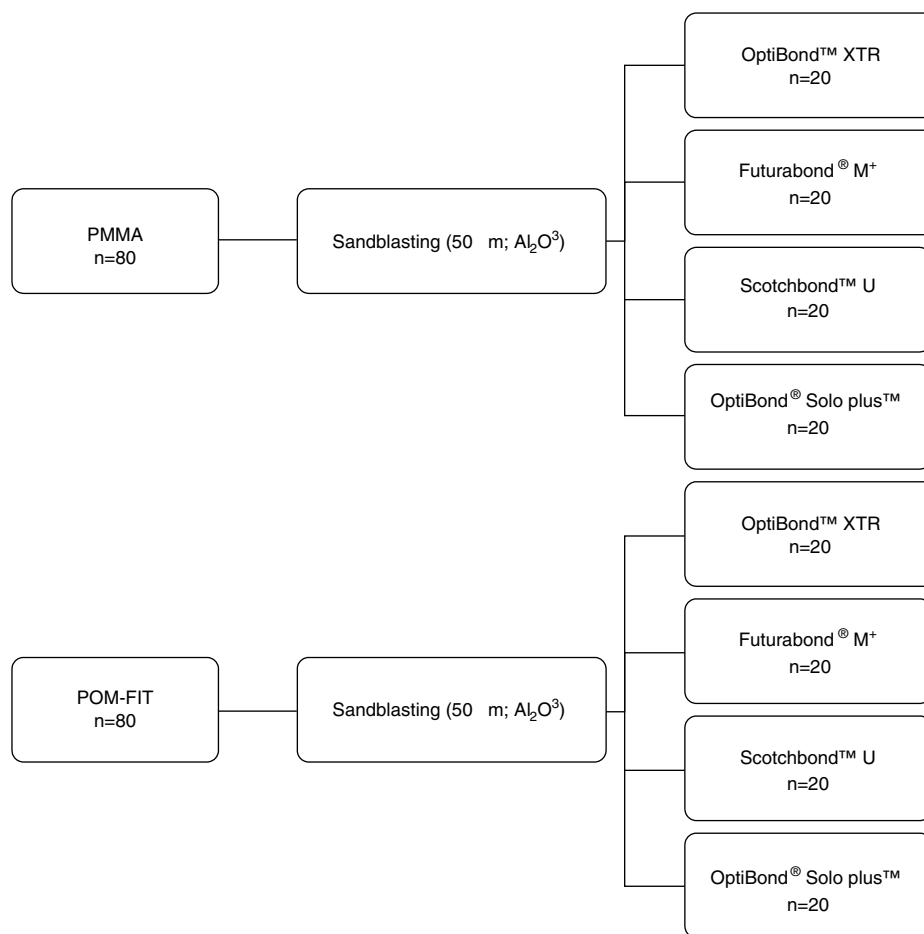 OptiBond™ XTR
n=20
Futurabond ® M⁺
n=20
PMMA
n=80
Sandblasting (50 m; Al₂O³)
Scotchbond™ U
n=20
OptiBond® Solo plus™
n=20
OptiBond™ XTR
n=20
Futurabond ® M⁺
n=20
POM-FIT
n=80
Sandblasting (50 m; Al₂O³)
Scotchbond™ U
n=20
OptiBond® Solo plus™
n=20